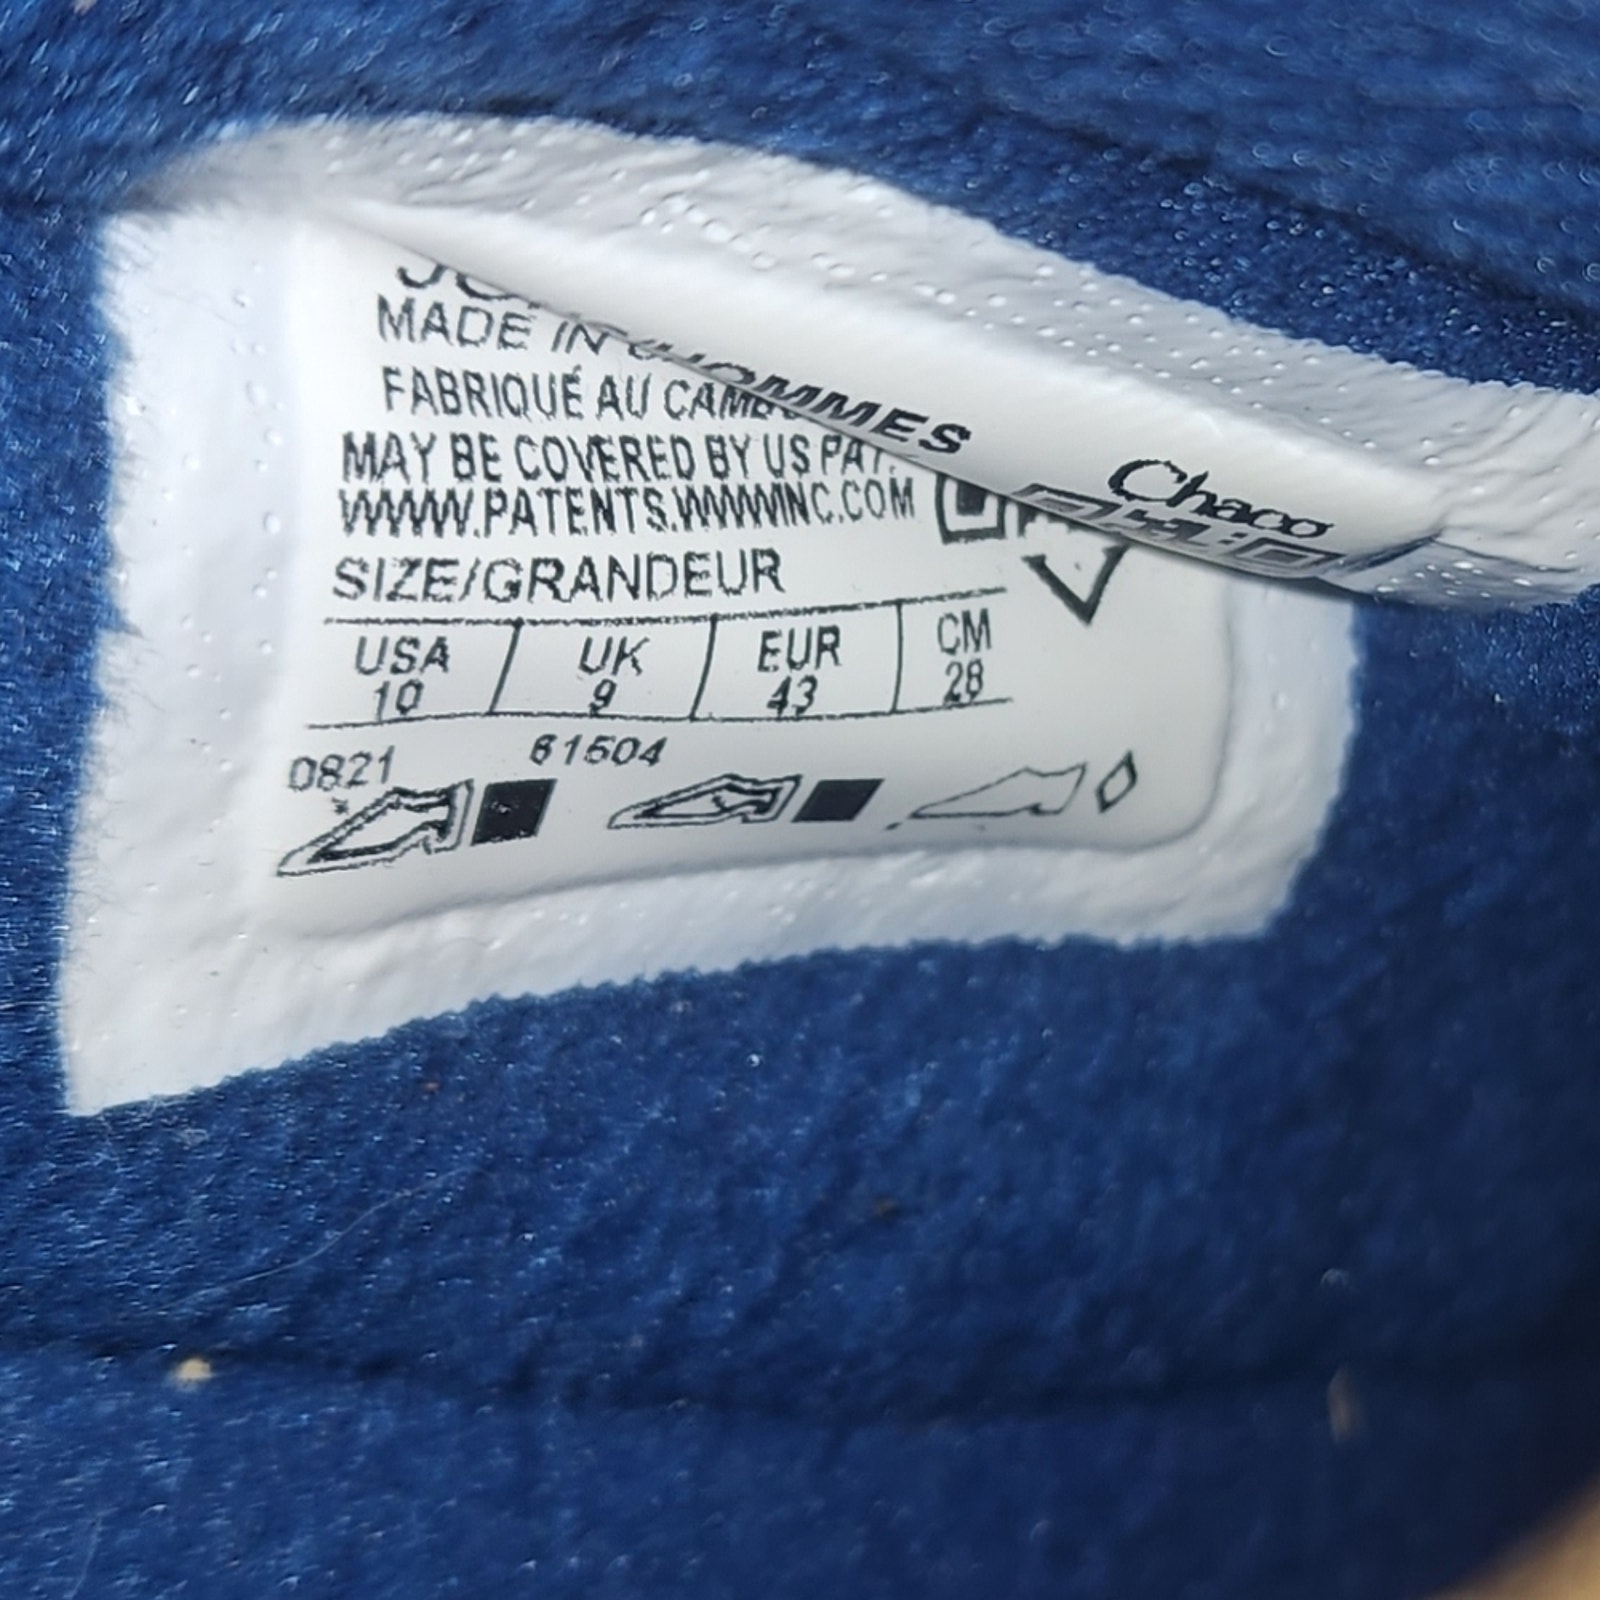 MADE IN
FABRIQUÉ AU
HOMMES
Chaco
MAY BE COVERED BY US PAT.
WWW.PATENTS.WWWINC.COM
SIZE/GRANDEUR
USA UK EUR CM
10 9 43 28
0821 61504